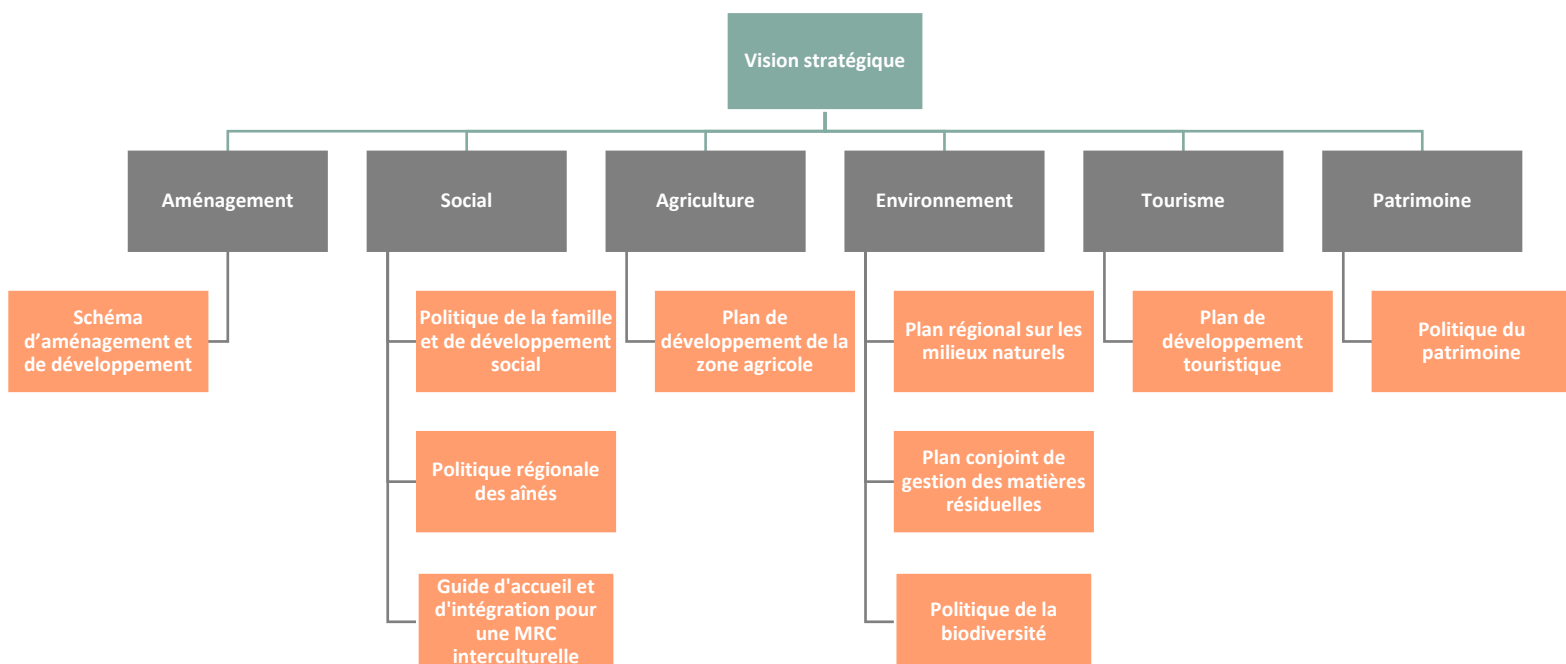 Vision stratégique
Aménagement
Social
Agriculture
Environnement
Tourisme
Patrimoine
Schéma
d’aménagement et
de développement
Politique de la famille
et de développement
social
Plan de
développement de la
zone agricole
Plan régional sur les
milieux naturels
Plan de
développement
touristique
Politique du
patrimoine
Politique régionale
des aînés
Plan conjoint de
gestion des matières
résiduelles
Guide d'accueil et
d'intégration pour
une MRC
interculturelle
Politique de la
biodiversité